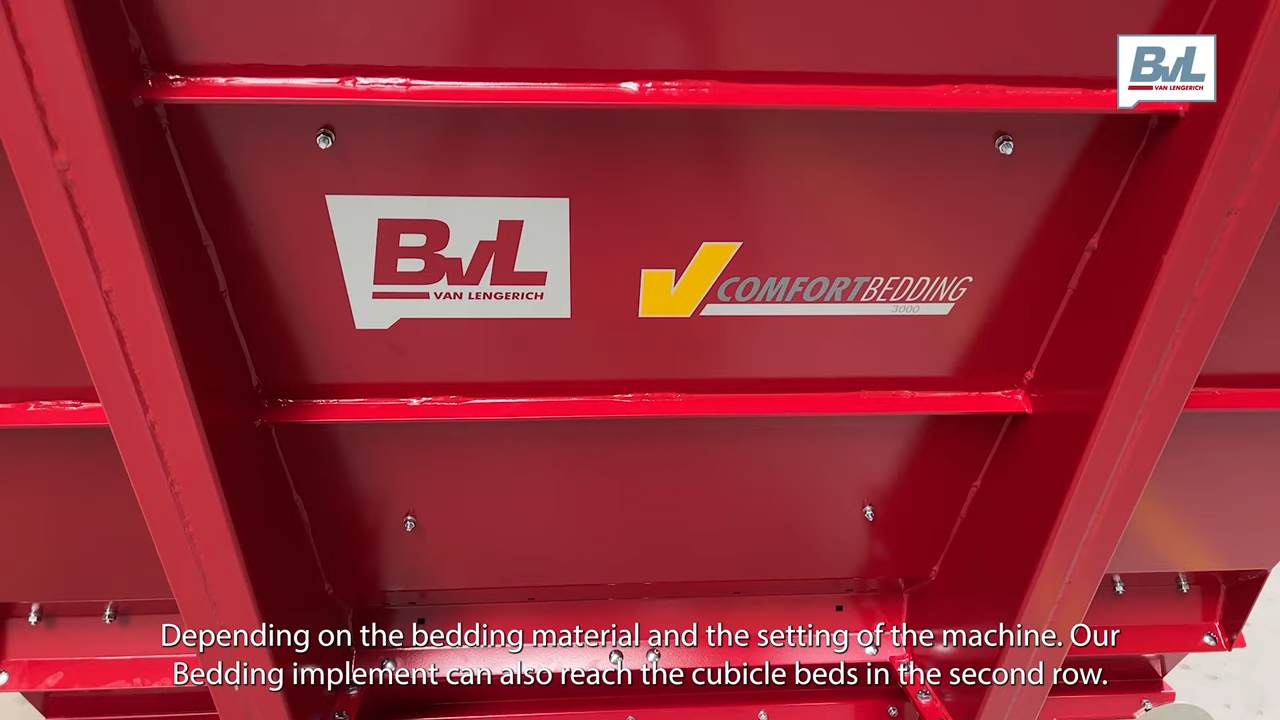 BvL
VAN LENGERICH
BvL
VAN LENGERICH
COMFORTBEDDING
3000
Depending on the bedding material and the setting of the machine. Our
Bedding implement can also reach the cubicle beds in the second row.